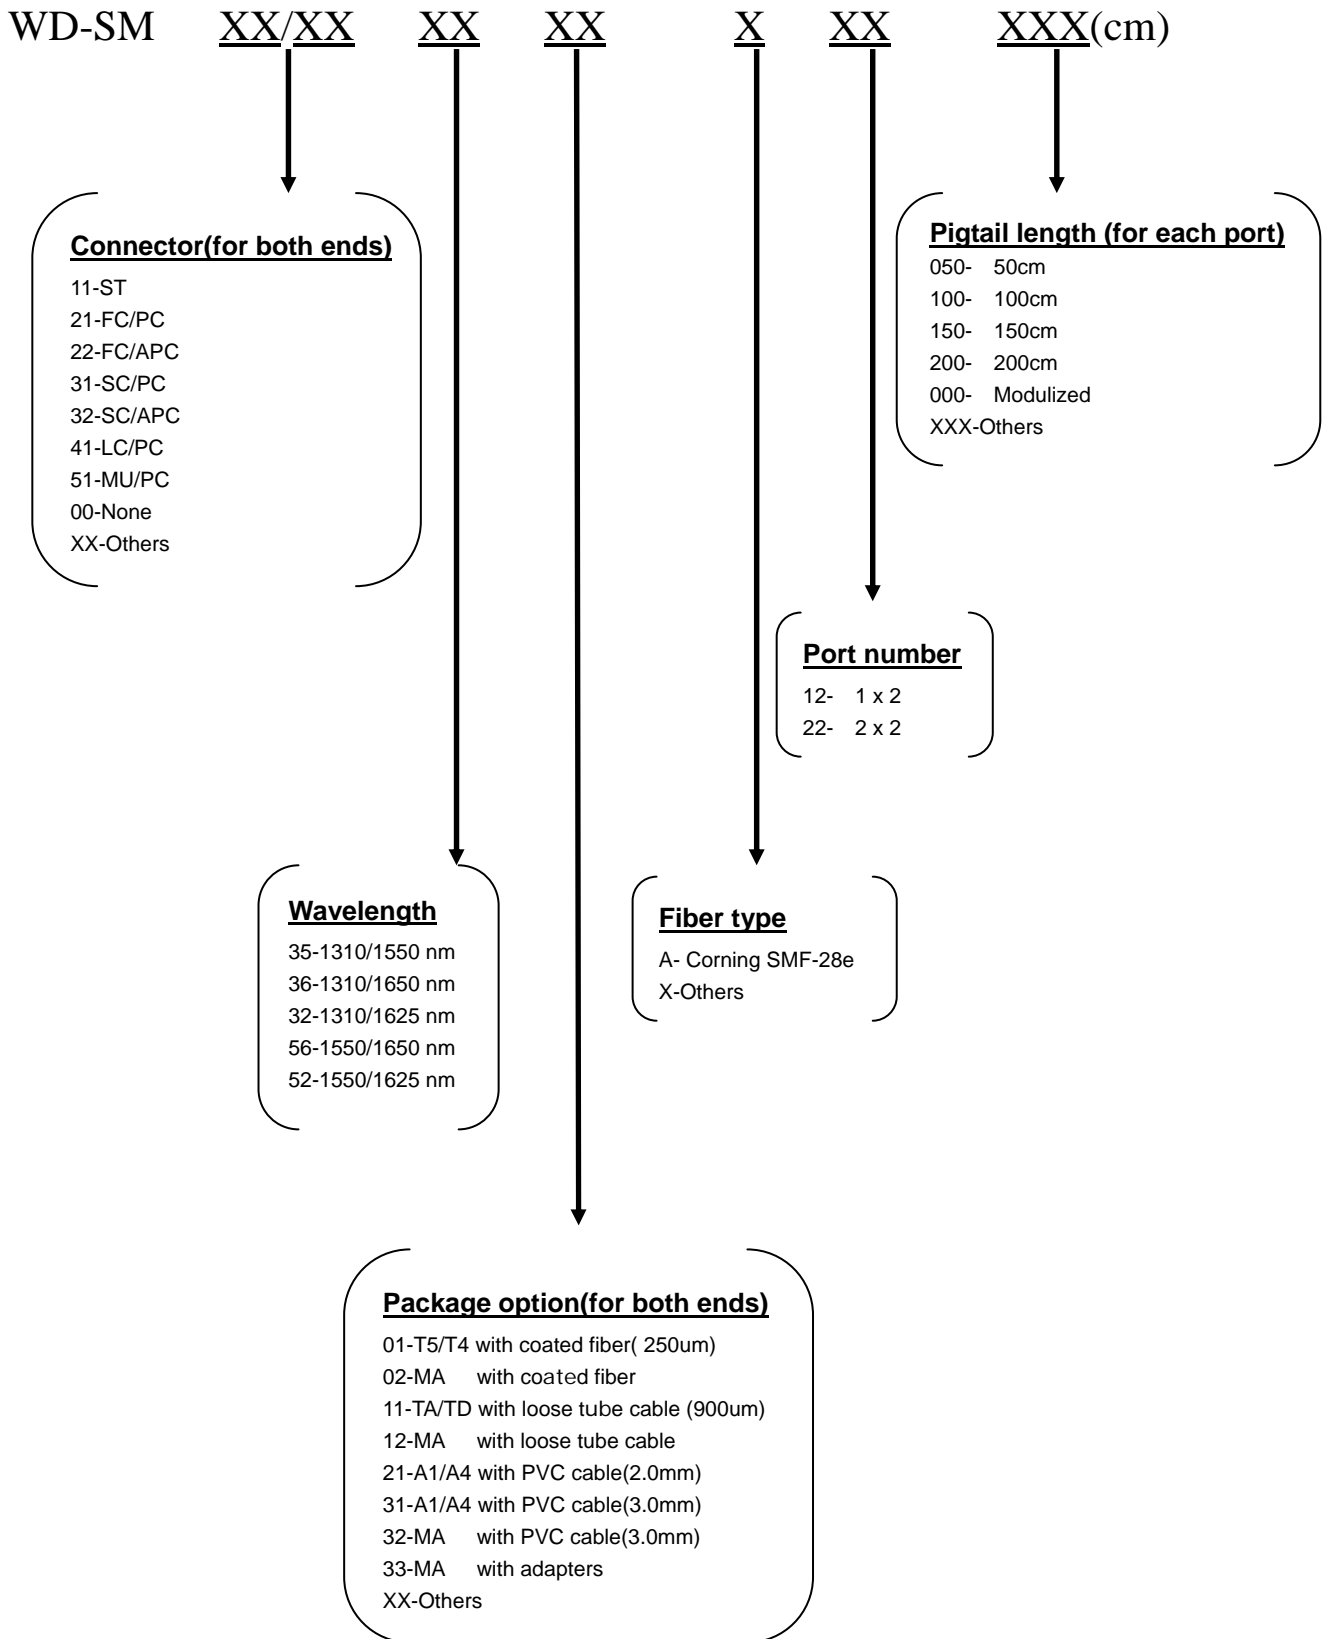 WD-SM XX/XX XX XX X XX XXX(cm)
Connector(for both ends)
11-ST
21-FC/PC
22-FC/APC
31-SC/PC
32-SC/APC
41-LC/PC
51-MU/PC
00-None
XX-Others
Pigtail length (for each port)
050- 50cm
100- 100cm
150- 150cm
200- 200cm
000- Modulized
XXX-Others
Port number
12- 1 x 2
22- 2 x 2
Wavelength
35-1310/1550 nm
36-1310/1650 nm
32-1310/1625 nm
56-1550/1650 nm
52-1550/1625 nm
Fiber type
A- Corning SMF-28e
X-Others
Package option(for both ends)
01-T5/T4 with coated fiber( 250um)
02-MA with coated fiber
11-TA/TD with loose tube cable (900um)
12-MA with loose tube cable
21-A1/A4 with PVC cable(2.0mm)
31-A1/A4 with PVC cable(3.0mm)
32-MA with PVC cable(3.0mm)
33-MA with adapters
XX-Others